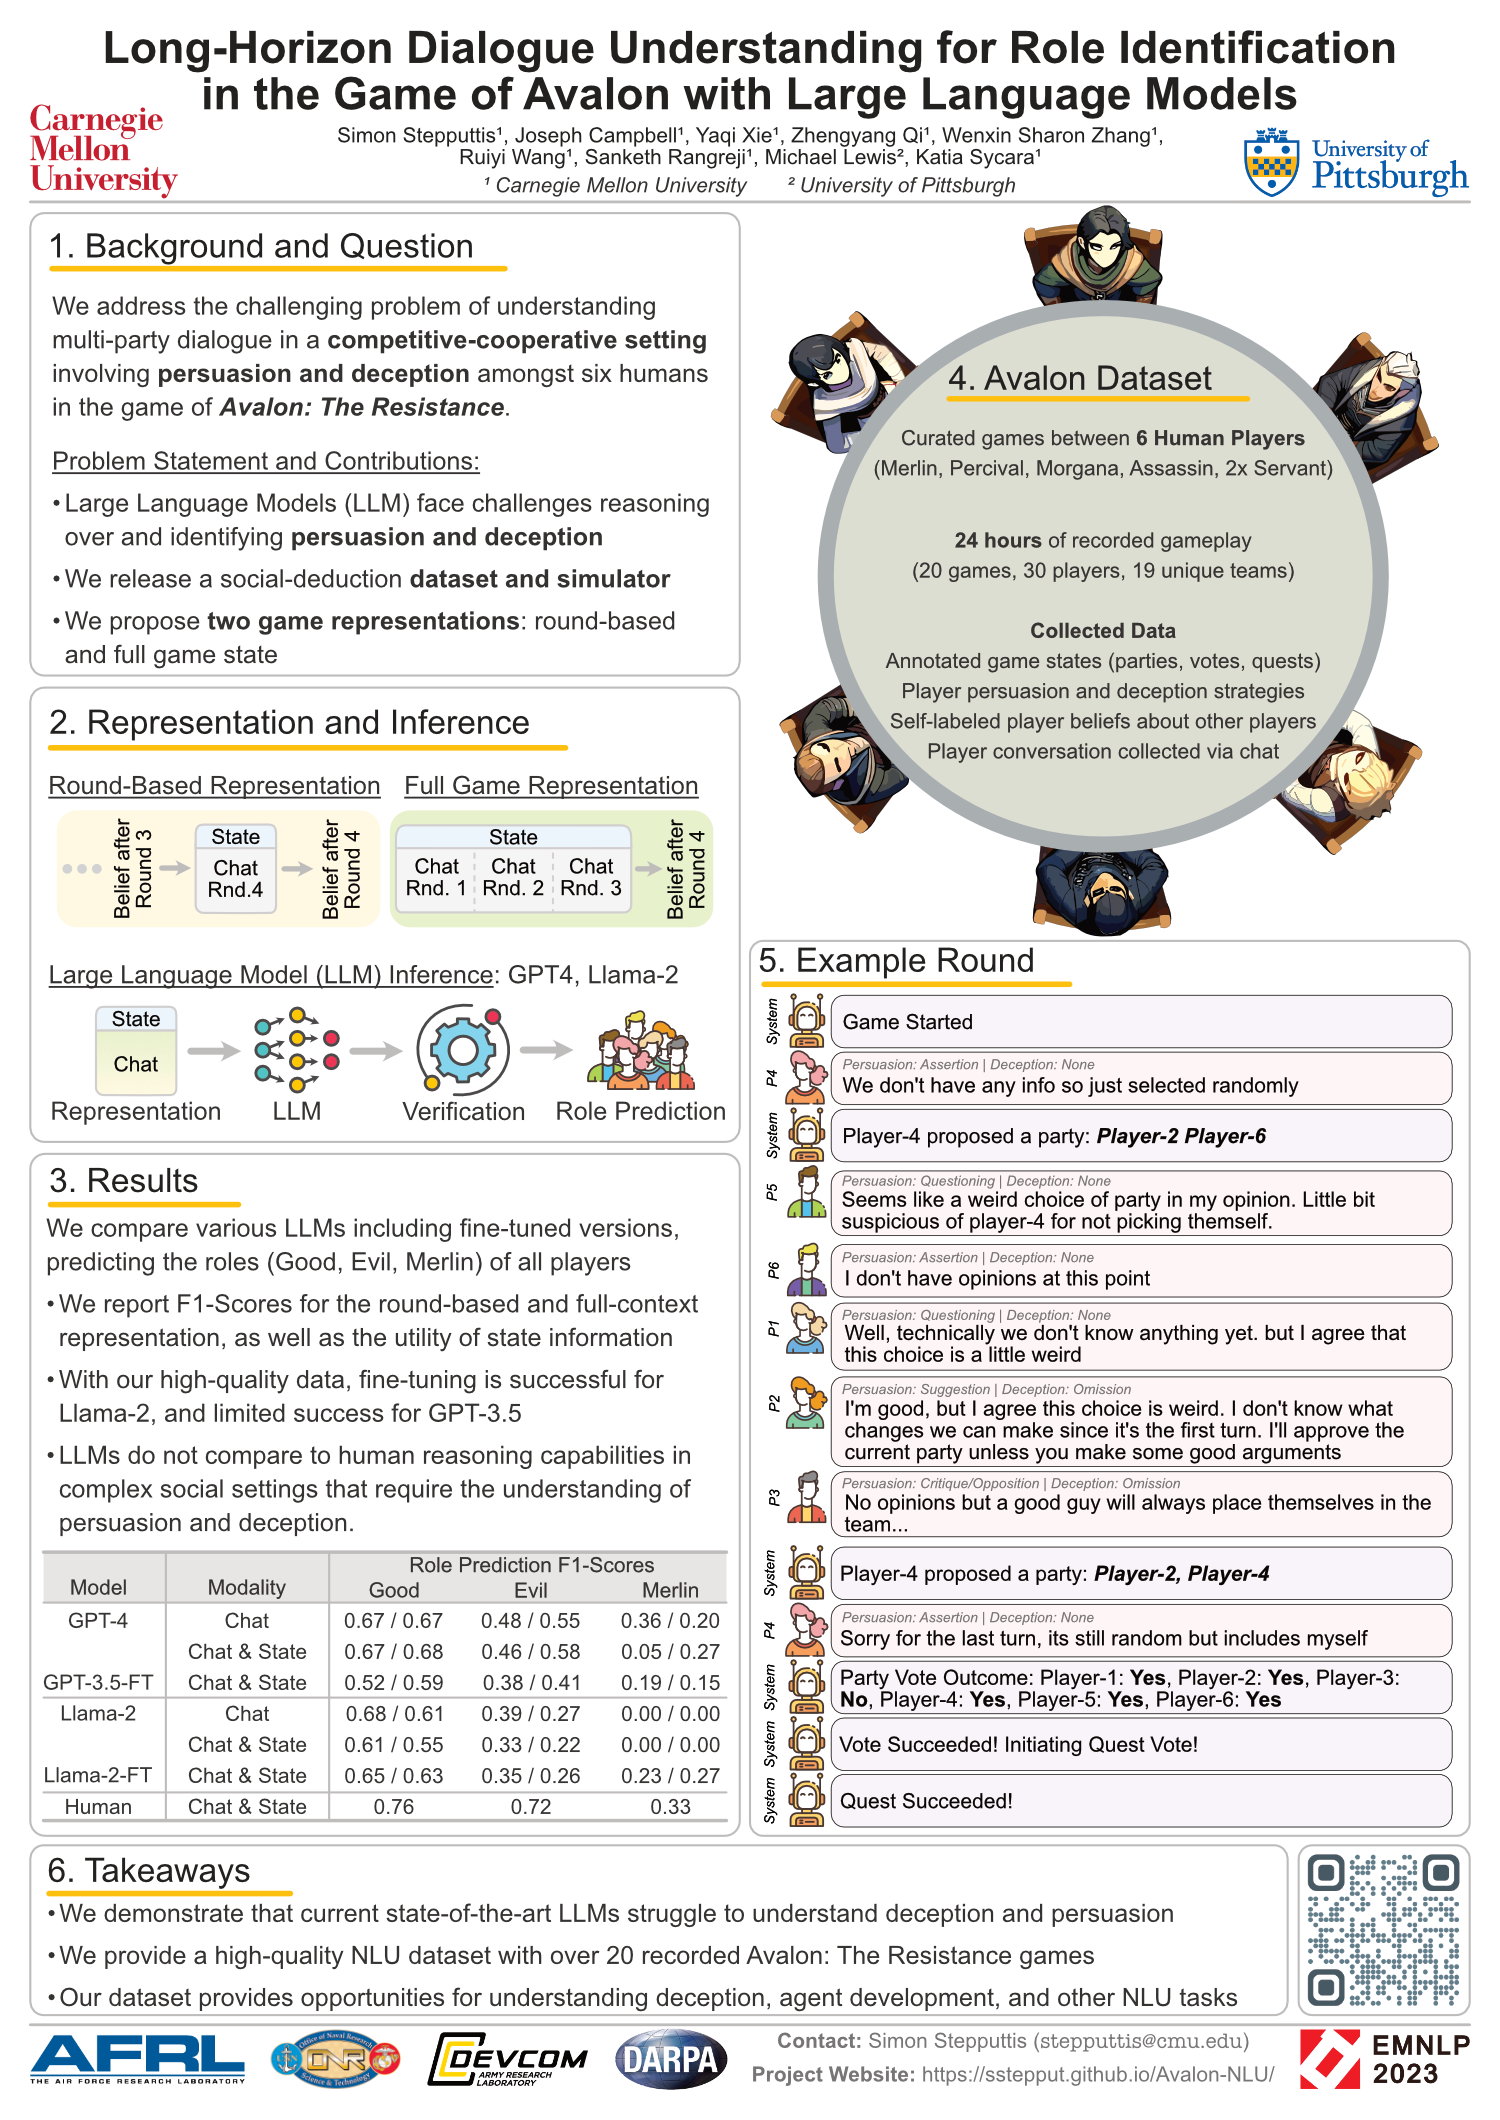 Long-Horizon Dialogue Understanding for Role Identification
in the Game of Avalon with Large Language Models
Carnegie
Mellon
University
Simon Stepputtis¹, Joseph Campbell¹, Yaqi Xie¹, Zhengyang Qi¹, Wenxin Sharon Zhang¹,
Ruiyi Wang¹, Sanketh Rangreji¹, Michael Lewis², Katia Sycara¹
¹ Carnegie Mellon University ² University of Pittsburgh
University of
Pittsburgh
1. Background and Question
We address the challenging problem of understanding
multi-party dialogue in a competitive-cooperative setting
involving persuasion and deception amongst six humans
in the game of Avalon: The Resistance.
Problem Statement and Contributions:
• Large Language Models (LLM) face challenges reasoning
over and identifying persuasion and deception
• We release a social-deduction dataset and simulator
• We propose two game representations: round-based
and full game state
2. Representation and Inference
Round-Based Representation Full Game Representation
Belief after
Round 3
State
Chat
Rnd.4
Belief after
Round 4
State
Chat Chat Chat
Rnd. 1 Rnd. 2 Rnd. 3
Belief after
Round 4
Large Language Model (LLM) Inference: GPT4, Llama-2
State
Chat
Representation LLM Verification Role Prediction
3. Results
We compare various LLMs including fine-tuned versions,
predicting the roles (Good, Evil, Merlin) of all players
• We report F1-Scores for the round-based and full-context
representation, as well as the utility of state information
• With our high-quality data, fine-tuning is successful for
Llama-2, and limited success for GPT-3.5
• LLMs do not compare to human reasoning capabilities in
complex social settings that require the understanding of
persuasion and deception.
Role Prediction F1-Scores
Model Modality Good Evil Merlin
GPT-4 Chat 0.67 / 0.67 0.48 / 0.55 0.36 / 0.20
Chat & State 0.67 / 0.68 0.46 / 0.58 0.05 / 0.27
GPT-3.5-FT Chat & State 0.52 / 0.59 0.38 / 0.41 0.19 / 0.15
Llama-2 Chat 0.68 / 0.61 0.39 / 0.27 0.00 / 0.00
Chat & State 0.61 / 0.55 0.33 / 0.22 0.00 / 0.00
Llama-2-FT Chat & State 0.65 / 0.63 0.35 / 0.26 0.23 / 0.27
Human Chat & State 0.76 0.72 0.33
4. Avalon Dataset
Curated games between 6 Human Players
(Merlin, Percival, Morgana, Assassin, 2x Servant)
24 hours of recorded gameplay
(20 games, 30 players, 19 unique teams)
Collected Data
Annotated game states (parties, votes, quests)
Player persuasion and deception strategies
Self-labeled player beliefs about other players
Player conversation collected via chat
5. Example Round
System
Game Started
P4
Persuasion: Assertion | Deception: None
We don't have any info so just selected randomly
System
Player-4 proposed a party: Player-2 Player-6
P5
Persuasion: Questioning | Deception: None
Seems like a weird choice of party in my opinion. Little bit
suspicious of player-4 for not picking themself.
P6
Persuasion: Assertion | Deception: None
I don't have opinions at this point
P1
Persuasion: Questioning | Deception: None
Well, technically we don't know anything yet. but I agree that
this choice is a little weird
P2
Persuasion: Suggestion | Deception: Omission
I'm good, but I agree this choice is weird. I don't know what
changes we can make since it's the first turn. I'll approve the
current party unless you make some good arguments
P3
Persuasion: Critique/Opposition | Deception: Omission
No opinions but a good guy will always place themselves in the
team...
System
Player-4 proposed a party: Player-2, Player-4
P4
Persuasion: Assertion | Deception: None
Sorry for the last turn, its still random but includes myself
System
Party Vote Outcome: Player-1: Yes, Player-2: Yes, Player-3:
No, Player-4: Yes, Player-5: Yes, Player-6: Yes
System
Vote Succeeded! Initiating Quest Vote!
System
Quest Succeeded!
6. Takeaways
• We demonstrate that current state-of-the-art LLMs struggle to understand deception and persuasion
• We provide a high-quality NLU dataset with over 20 recorded Avalon: The Resistance games
• Our dataset provides opportunities for understanding deception, agent development, and other NLU tasks
AFRL
THE AIR FORCE RESEARCH LABORATORY
Office of Naval Research
ONR
Science & Technology
DEVCOM
ARMY RESEARCH
LABORATORY
DARPA
Contact: Simon Stepputtis (stepputtis@cmu.edu)
Project Website: https://sstepput.github.io/Avalon-NLU/
EMNLP
2023